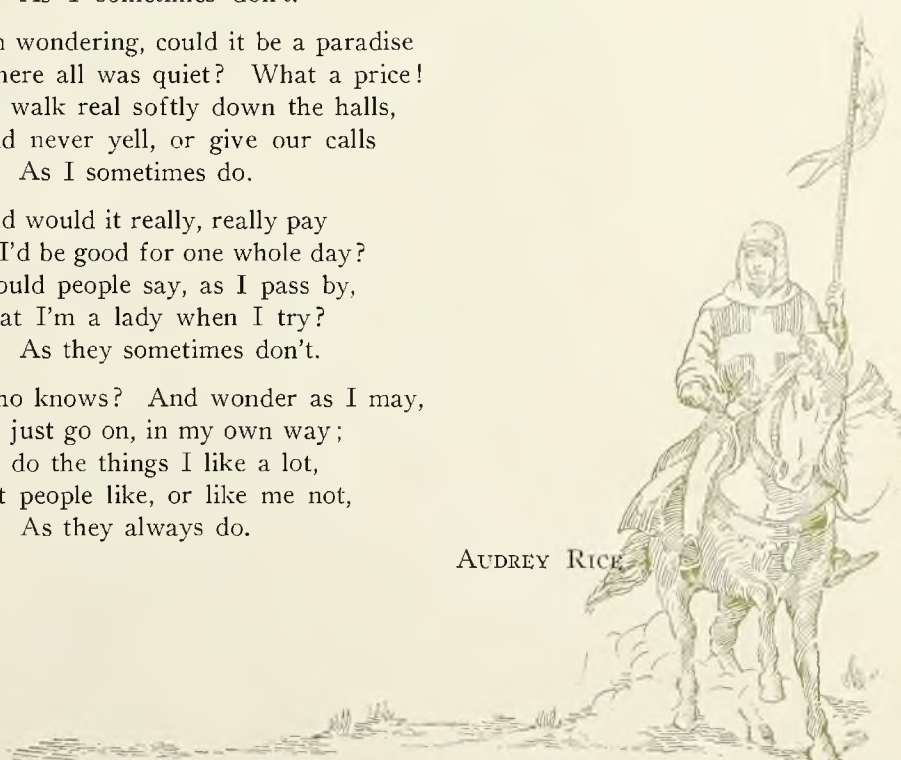 As I sometimes don't.
wondering, could it be a paradise
here all was quiet? What a price!
walk real softly down the halls,
d never yell, or give our calls
As I sometimes do.
d would it really, really pay
I'd be good for one whole day?
ould people say, as I pass by,
at I'm a lady when I try?
As they sometimes don't.
no knows? And wonder as I may,
just go on, in my own way;
do the things I like a lot,
t people like, or like me not,
As they always do.
AUDREY RICE